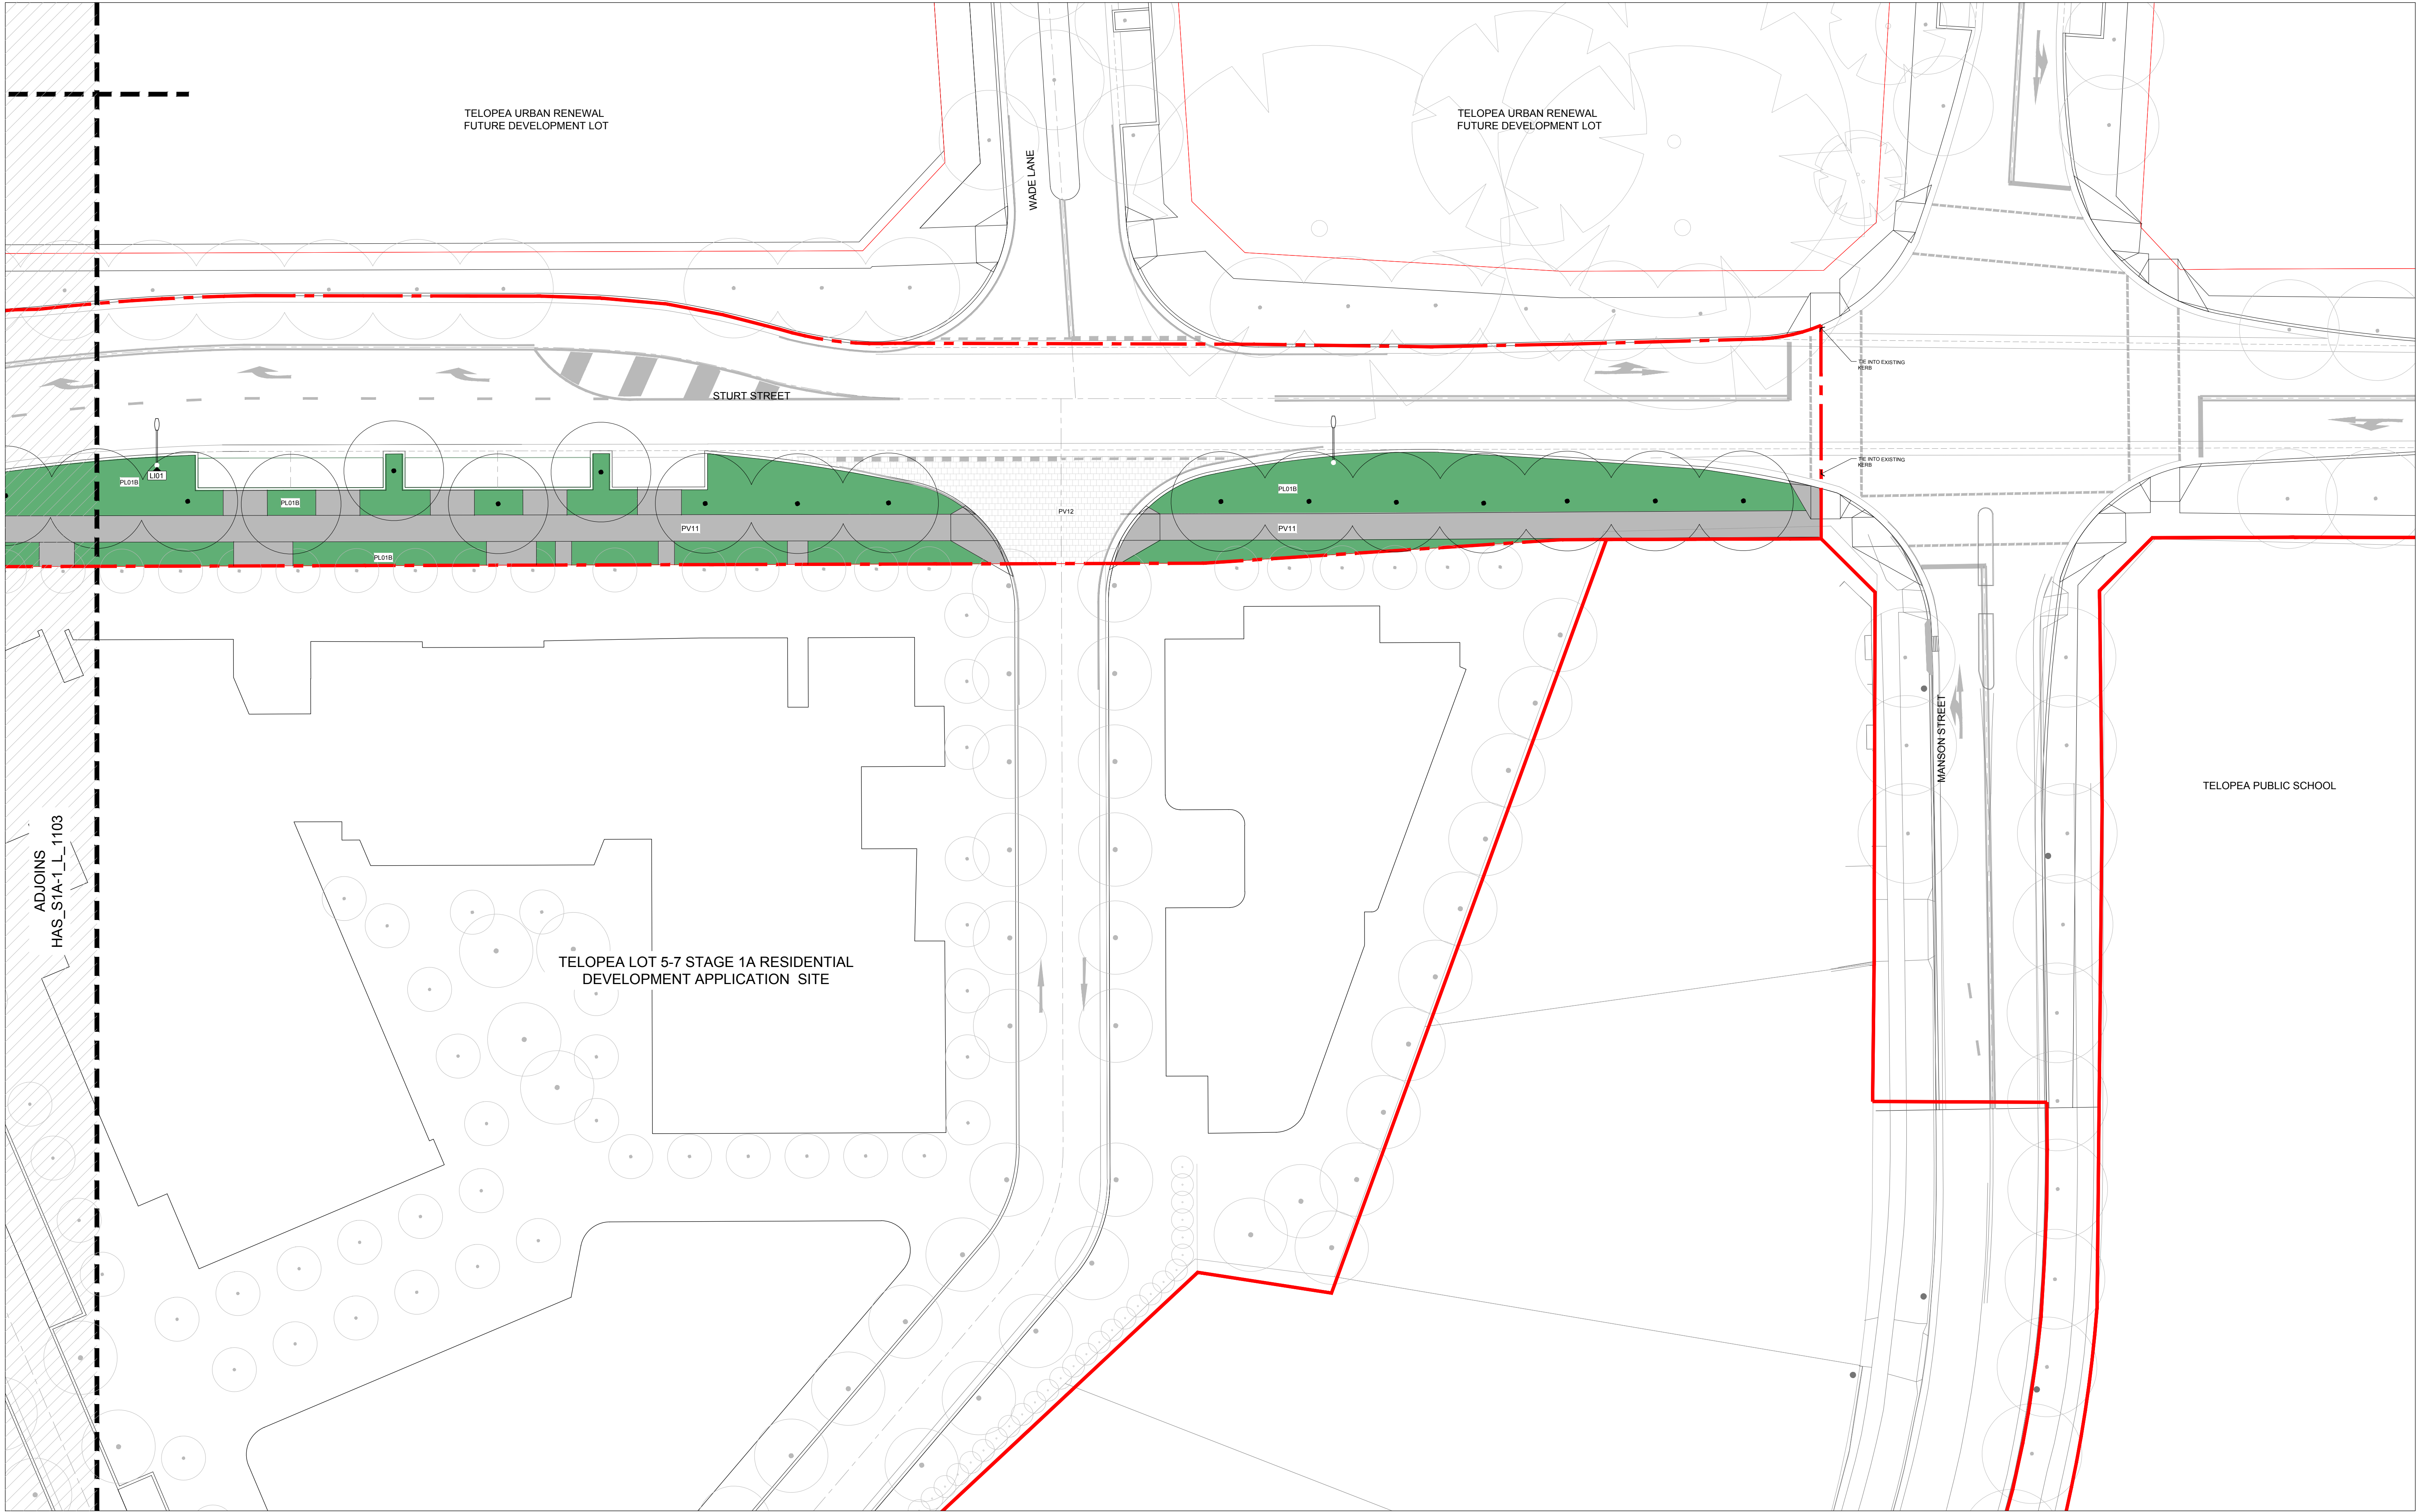 TELOPEA URBAN RENEWAL
FUTURE DEVELOPMENT LOT
TELOPEA URBAN RENEWAL
FUTURE DEVELOPMENT LOT
WADE LANE
TIE INTO EXISTING
KERB
STURT STREET
TIE INTO EXISTING
KERB
LI01
PL01B
PL01B
PL01B
PV12
PV11
PV11
PL01B
MANSON STREET
TELOPEA PUBLIC SCHOOL
ADJOINS
HAS_S1A-1_L_1103
TELOPEA LOT 5-7 STAGE 1A RESIDENTIAL
DEVELOPMENT APPLICATION SITE